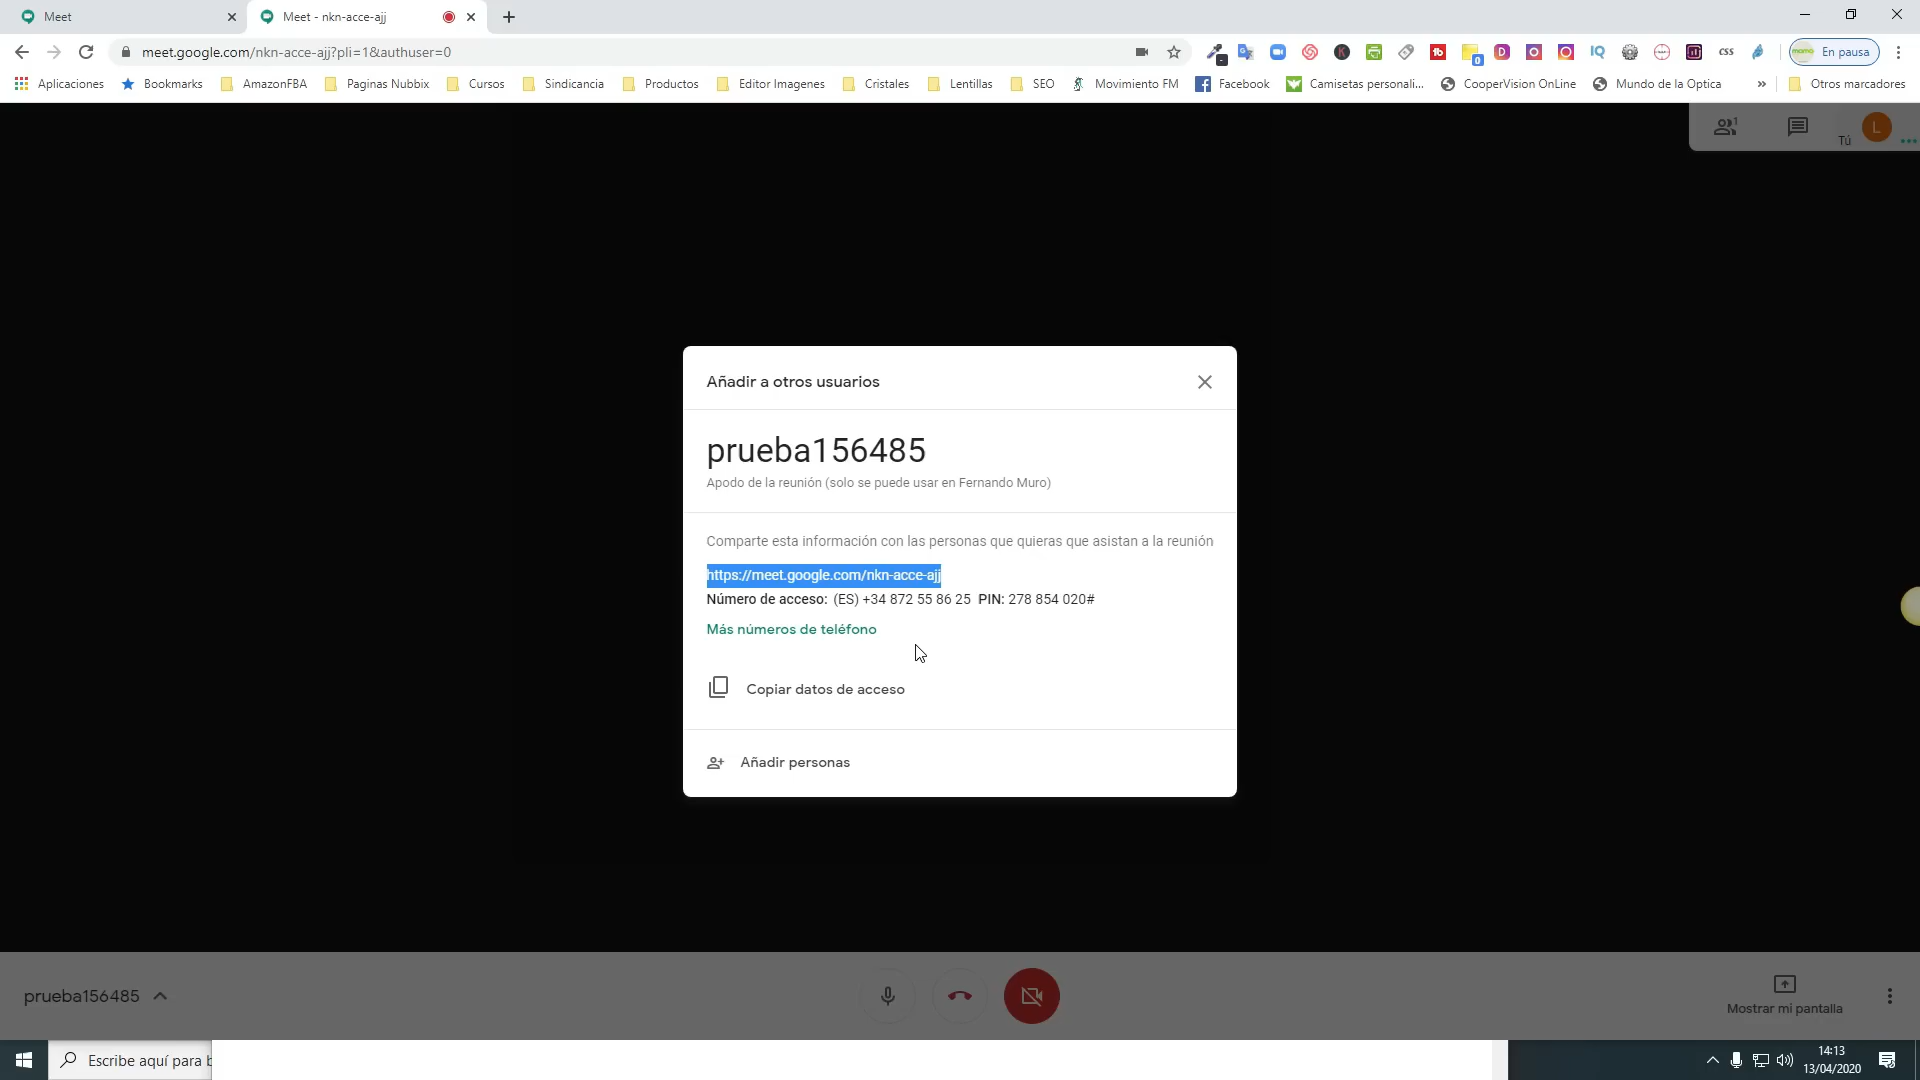 Meet
Meet - nkn-acce-ajj
meet.google.com/nkn-acce-ajj?pli=1&authuser=0
0
D
K
IQ
css
momo
En pausa
Aplicaciones
Bookmarks
AmazonFBA
Paginas Nubbix
Cursos
Sindicancia
Productos
Editor Imagenes
Cristales
Lentillas
SEO
Movimiento FM
Facebook
Camisetas personali...
CooperVision OnLine
Mundo de la Optica
»
Otros marcadores
1
Tú
L
Añadir a otros usuarios
prueba156485
Apodo de la reunión (solo se puede usar en Fernando Muro)
Comparte esta información con las personas que quieras que asistan a la reunión
https://meet.google.com/nkn-acce-ajj
Número de acceso: (ES) +34 872 55 86 25 PIN: 278 854 020#
Más números de teléfono
Copiar datos de acceso
Añadir personas
prueba156485
Mostrar mi pantalla
Escribe aquí para b
14:13
13/04/2020